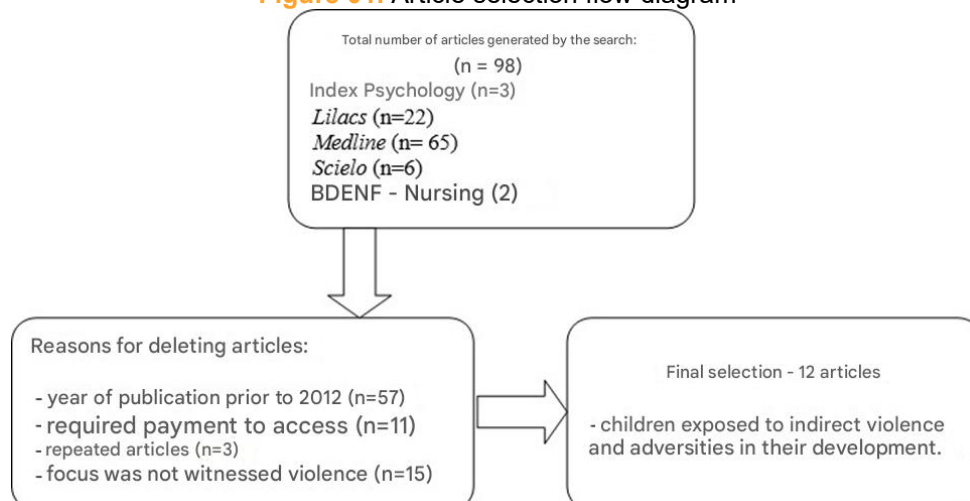 Figure 01. Article selection flow diagram
Total number of articles generated by the search:
(n = 98)
Index Psychology (n=3)
Lilacs (n=22)
Medline (n= 65)
Scielo (n=6)
BDENF - Nursing (2)
Reasons for deleting articles:
- year of publication prior to 2012 (n=57)
- required payment to access (n=11)
- repeated articles (n=3)
- focus was not witnessed violence (n=15)
Final selection - 12 articles
- children exposed to indirect violence
and adversities in their development.